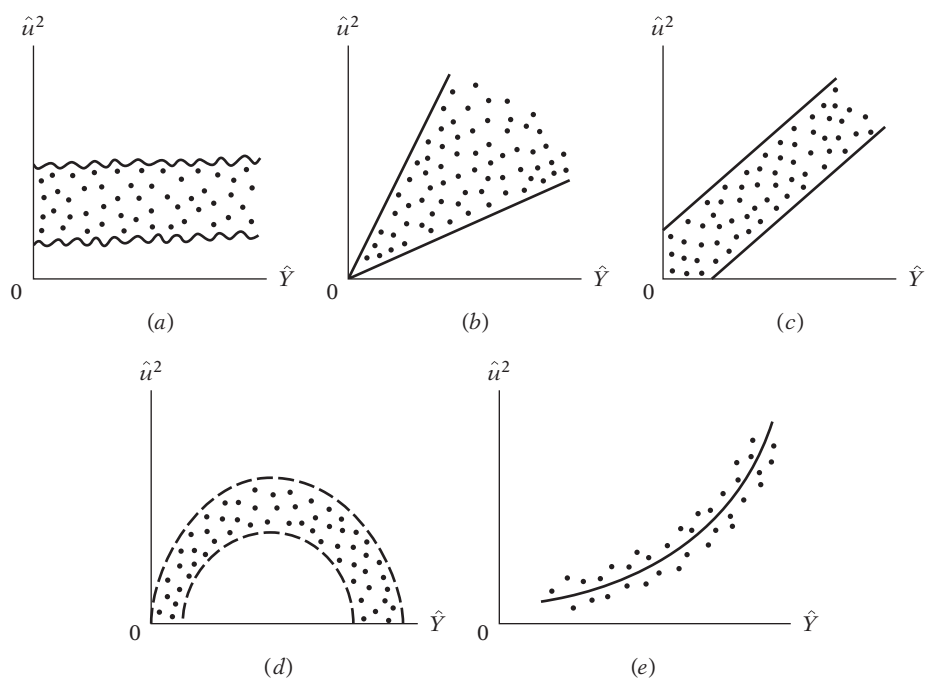 û² û² û²
0 Ŷ 0 Ŷ 0 Ŷ
(a) (b) (c)
û² û²
0 Ŷ 0 Ŷ
(d) (e)